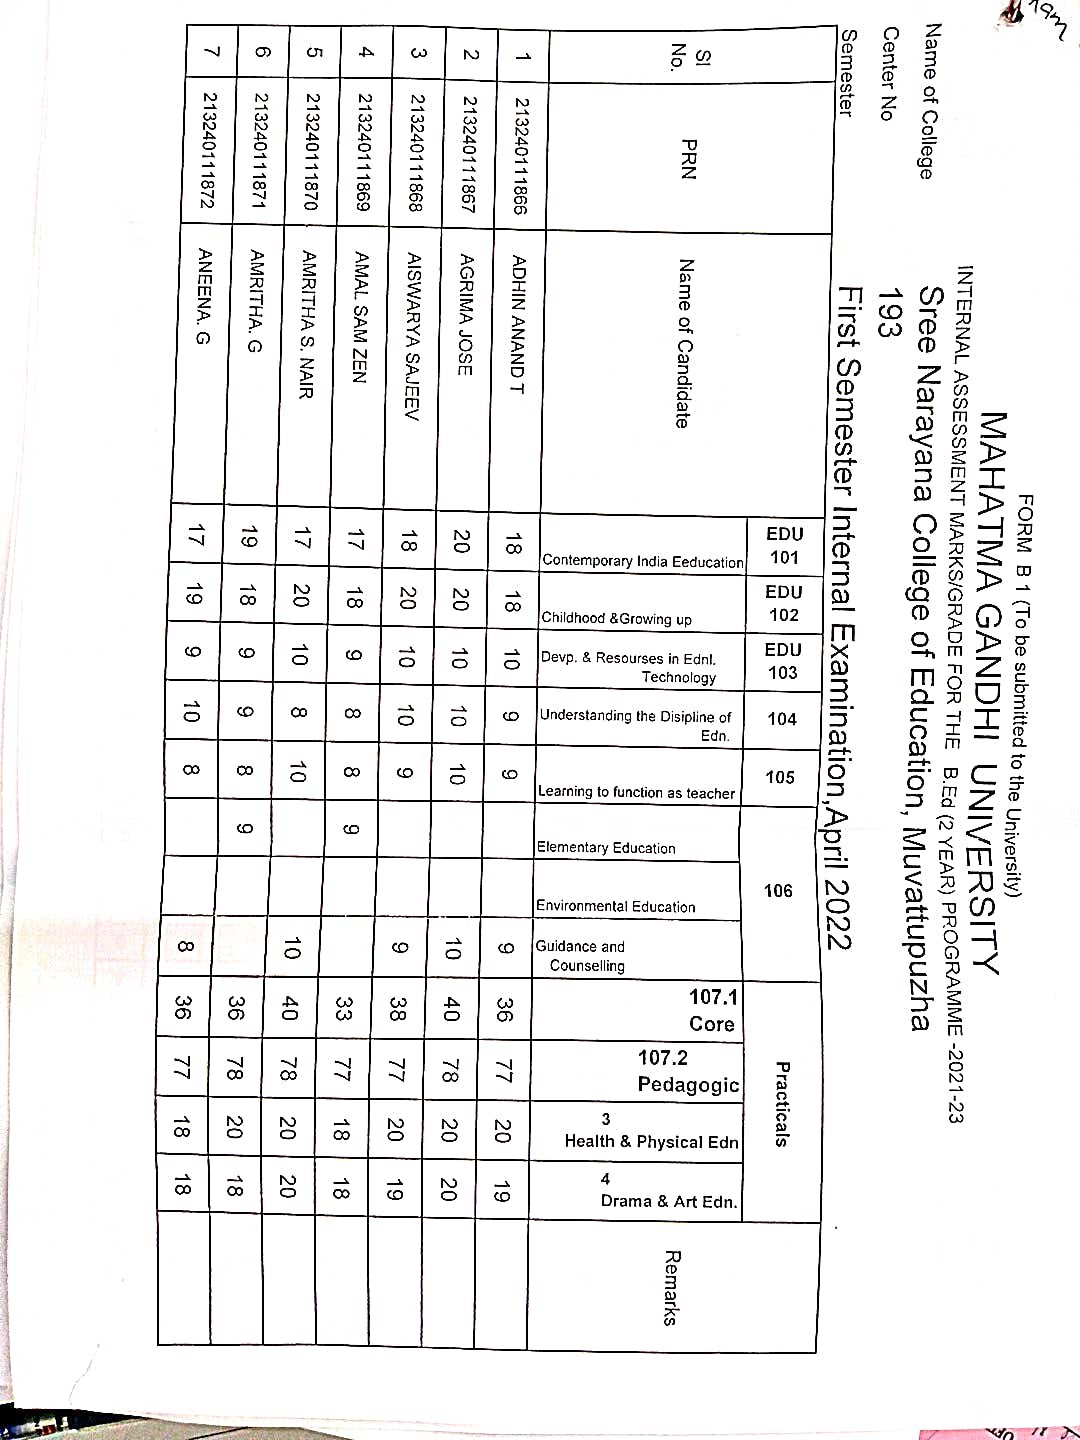 FORM B 1 (To be submitted to the University)
MAHATMA GANDHI UNIVERSITY
INTERNAL ASSESSMENT MARKS/GRADE FOR THE B.Ed (2 YEAR) PROGRAMME -2021-23
Name of College Sree Narayana College of Education, Muvattupuzha
Center No 193
Semester First Semester Internal Examination,April 2022
Sl No. PRN Name of Candidate EDU 101 EDU 102 EDU 103 104 105 106 Practicals Remarks
Contemporary India Eeducation
Childhood &Growing up
Devp. & Resourses in Ednl. Technology
Understanding the Disipline of Edn.
Learning to function as teacher
Elementary Education
Environmental Education
Guidance and Counselling
107.1 Core
107.2 Pedagogic
3 Health & Physical Edn
4 Drama & Art Edn.
1 213240111866 ADHIN ANAND T 18 18 10 9 9 9 36 77 20 19
2 213240111867 AGRIMA JOSE 20 20 10 10 10 10 40 78 20 20
3 213240111868 AISWARYA SAJEEV 18 20 10 10 9 9 38 77 20 19
4 213240111869 AMAL SAM ZEN 17 18 9 8 8 9 33 77 18 18
5 213240111870 AMRITHA S. NAIR 17 20 10 8 10 10 40 78 20 20
6 213240111871 AMRITHA. G 19 18 9 9 8 9 36 78 20 18
7 213240111872 ANEENA. G 17 19 9 10 8 8 36 77 18 18